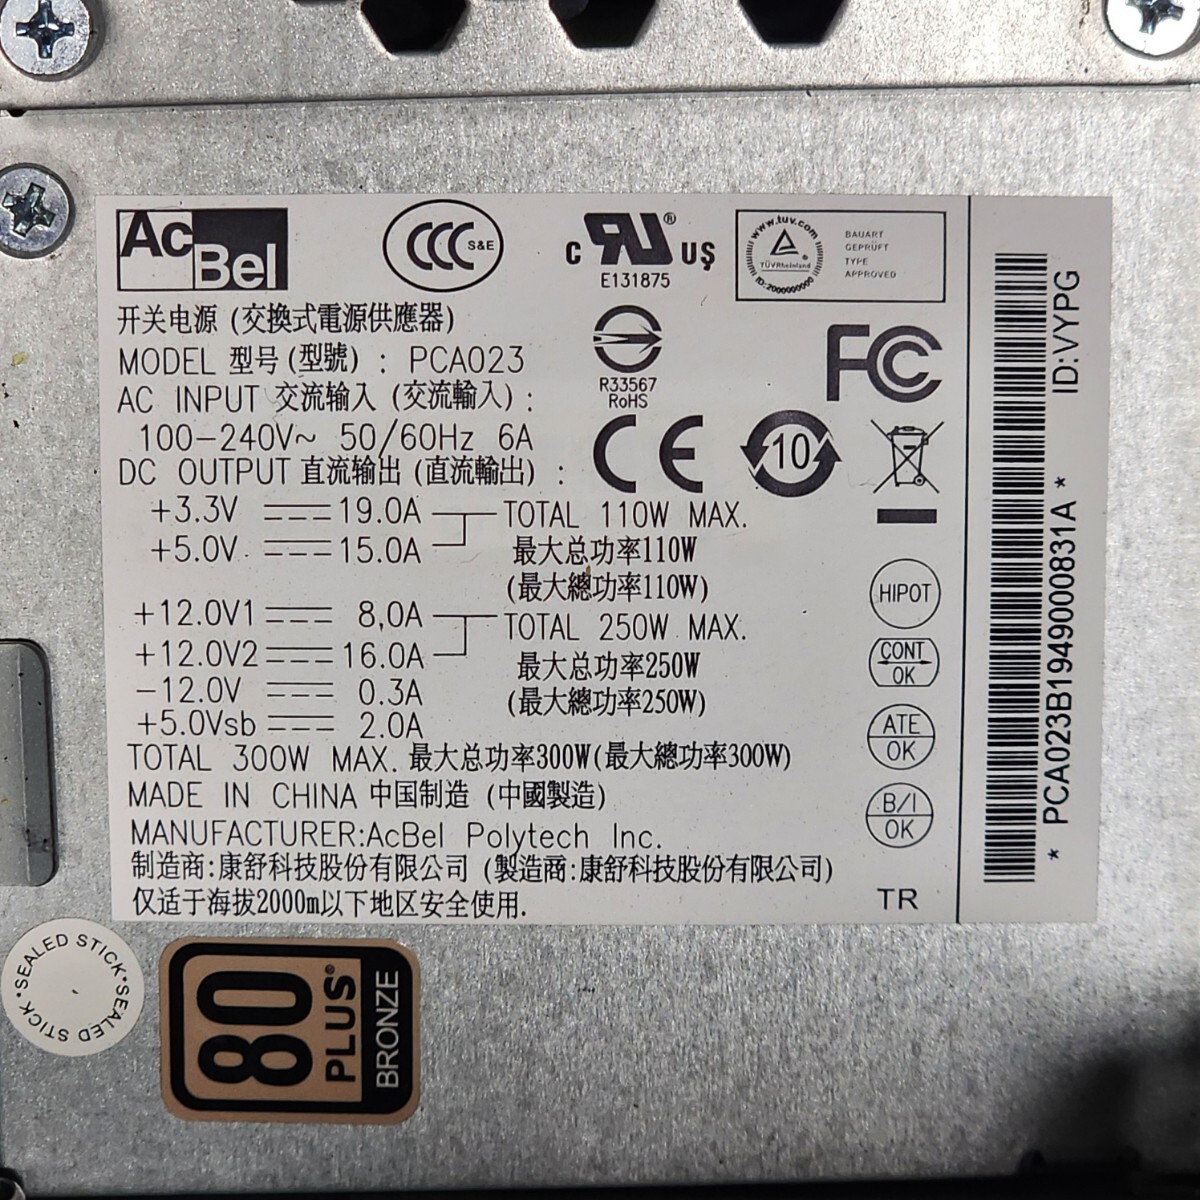 AcBel
CCC S&E
c RU® US
E131875
www.tuv.com
TÜVRheinland
ID:2000000000
BAUART
GEPRÜFT
TYPE
APPROVED
开关电源 (交換式電源供應器)
MODEL 型号 (型號) : PCA023
AC INPUT 交流输入 (交流輸入) :
100-240V~ 50/60Hz 6A
DC OUTPUT 直流输出 (直流輸出) :
R33567
RoHS
FC
CE
10
+3.3V 19.0A TOTAL 110W MAX.
+5.0V 15.0A 最大总功率110W
(最大總功率110W)
+12.0V1 8,0A TOTAL 250W MAX.
+12.0V2 16.0A 最大总功率250W
-12.0V 0.3A (最大總功率250W)
+5.0Vsb 2.0A
TOTAL 300W MAX. 最大总功率300W(最大總功率300W)
MADE IN CHINA 中国制造 (中國製造)
MANUFACTURER:AcBel Polytech Inc.
制造商:康舒科技股份有限公司 (製造商:康舒科技股份有限公司)
仅适于海拔2000m以下地区安全使用.
HIPOT
CONT
OK
ATE
OK
B/I
OK
TR
ID:VYPG
* PCA023B1949000831A *
*SEALED STICK*SEALED STICK
80
PLUS®
BRONZE